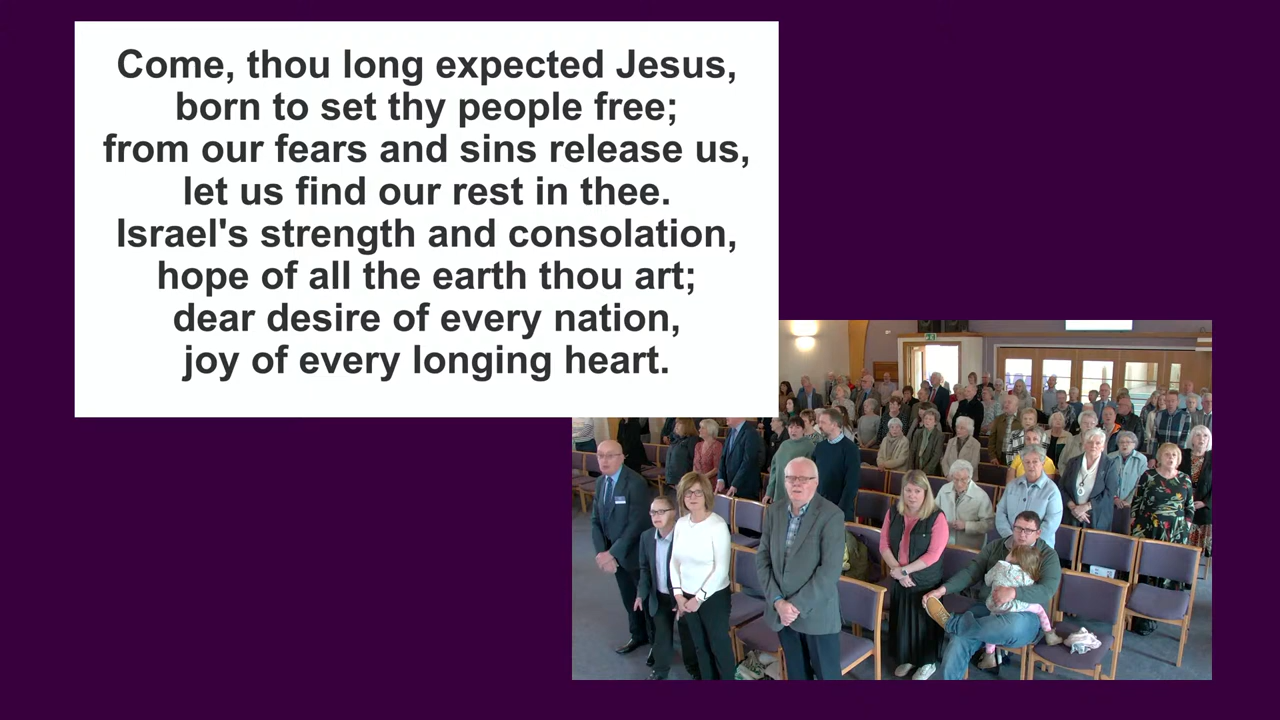 Come, thou long expected Jesus,
born to set thy people free;
from our fears and sins release us,
let us find our rest in thee.
Israel's strength and consolation,
hope of all the earth thou art;
dear desire of every nation,
joy of every longing heart.